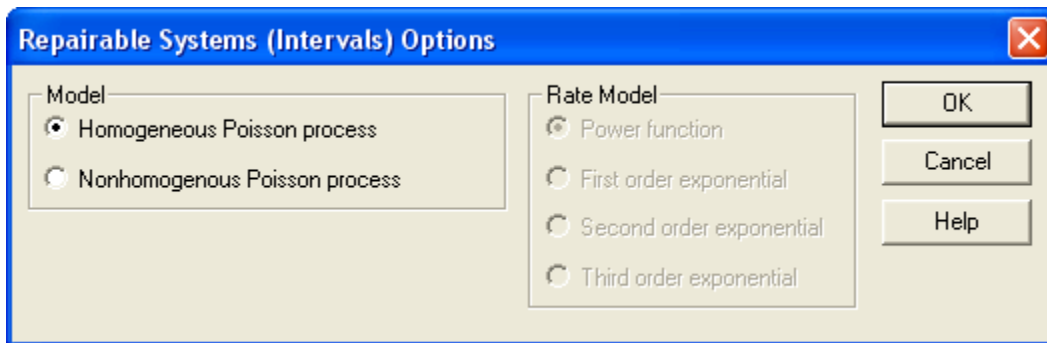 Repairable Systems (Intervals) Options
Model
Homogeneous Poisson process
Nonhomogenous Poisson process
Rate Model
Power function
First order exponential
Second order exponential
Third order exponential
OK
Cancel
Help